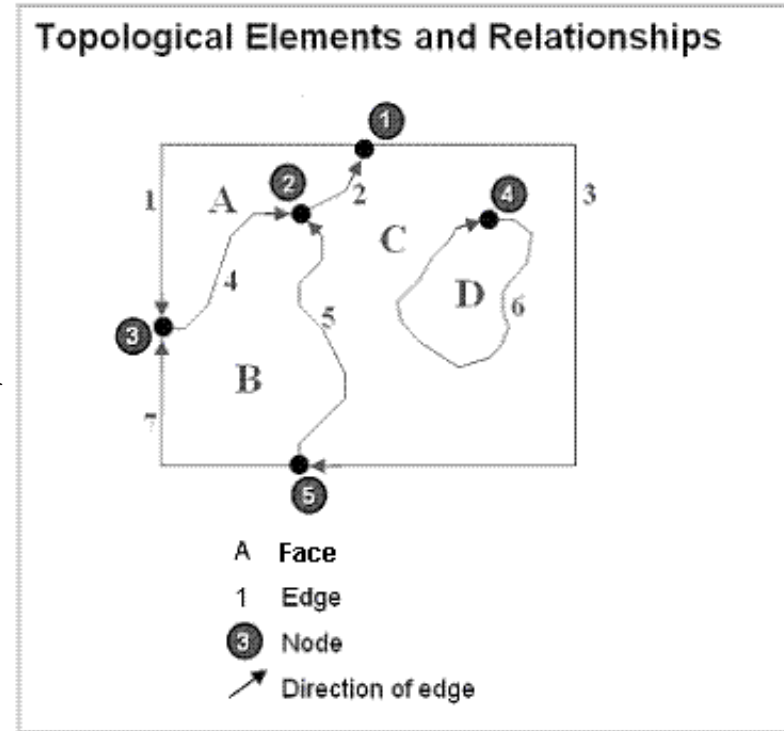 Topological Elements and Relationships
1
1
A
2
2
4
3
C
4
D
6
5
3
B
7
5
A Face
1 Edge
3 Node
Direction of edge